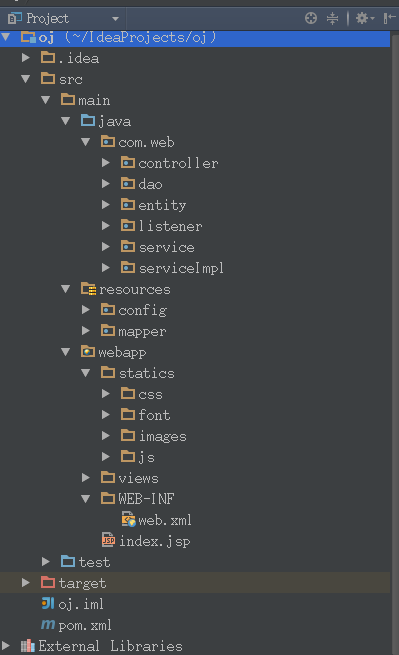 Project
oj (~/IdeaProjects/oj)
.idea
src
main
java
com.web
controller
dao
entity
listener
service
serviceImpl
resources
config
mapper
webapp
statics
css
font
images
js
views
WEB-INF
web.xml
index.jsp
test
target
oj.iml
pom.xml
External Libraries